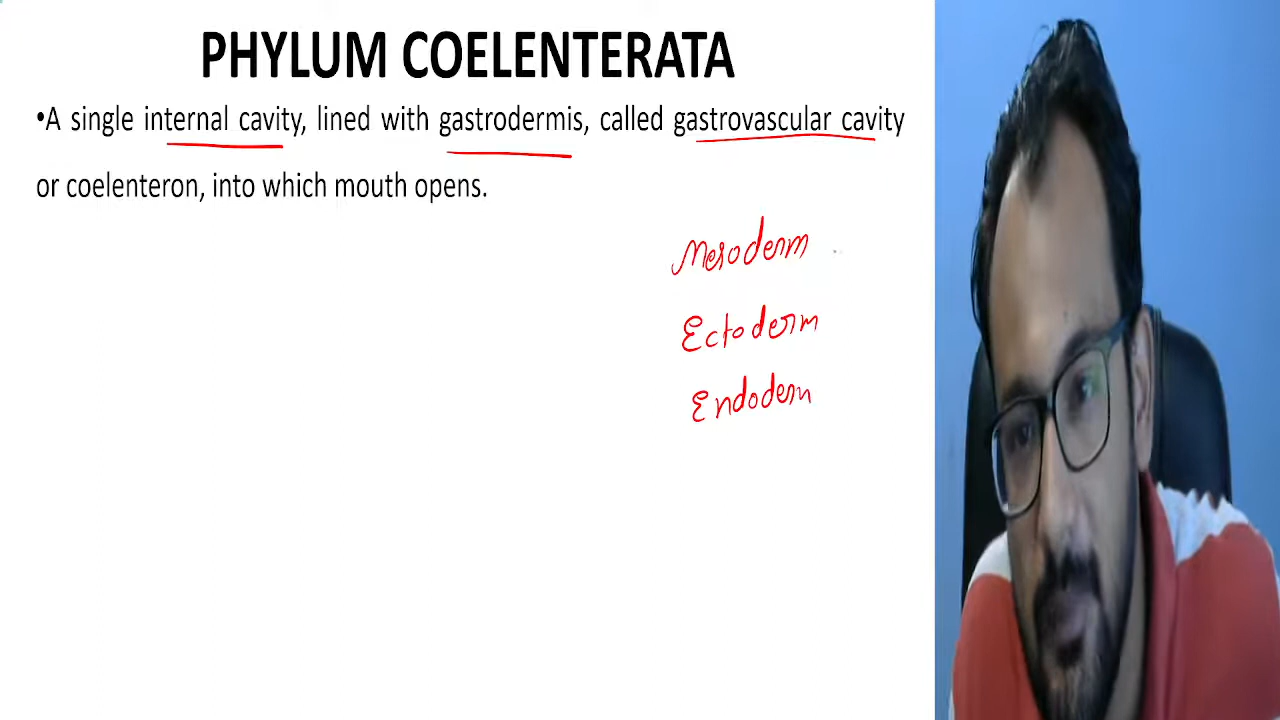 PHYLUM COELENTERATA
•A single internal cavity, lined with gastrodermis, called gastrovascular cavity
or coelenteron, into which mouth opens.
Mesoderm
Ectoderm
Endoderm